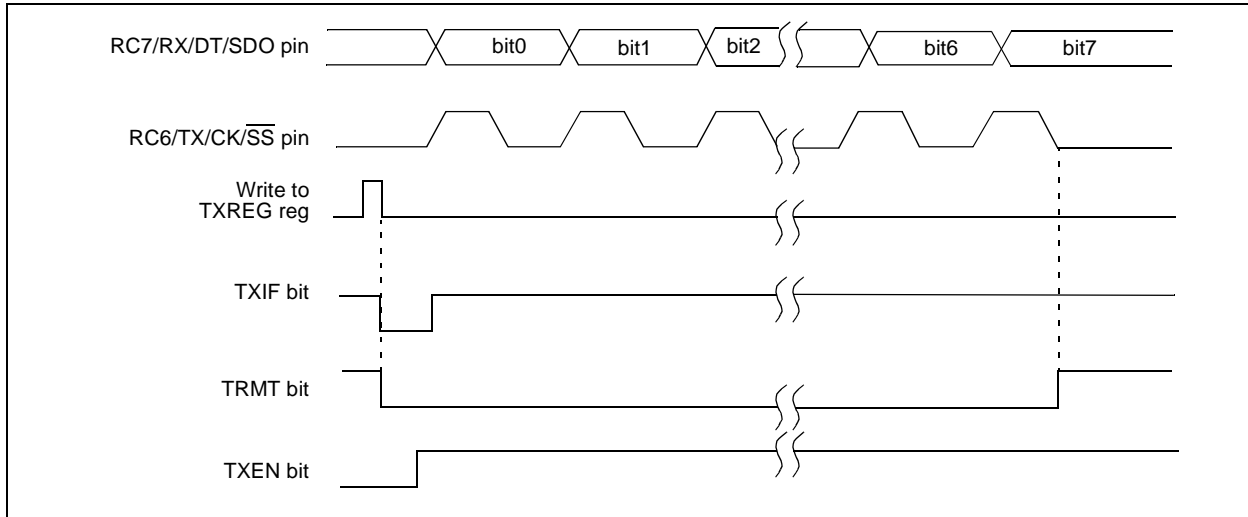 RC7/RX/DT/SDO pin
bit0 bit1 bit2 bit6 bit7
RC6/TX/CK/S̅S̅ pin
Write to
TXREG reg
TXIF bit
TRMT bit
TXEN bit